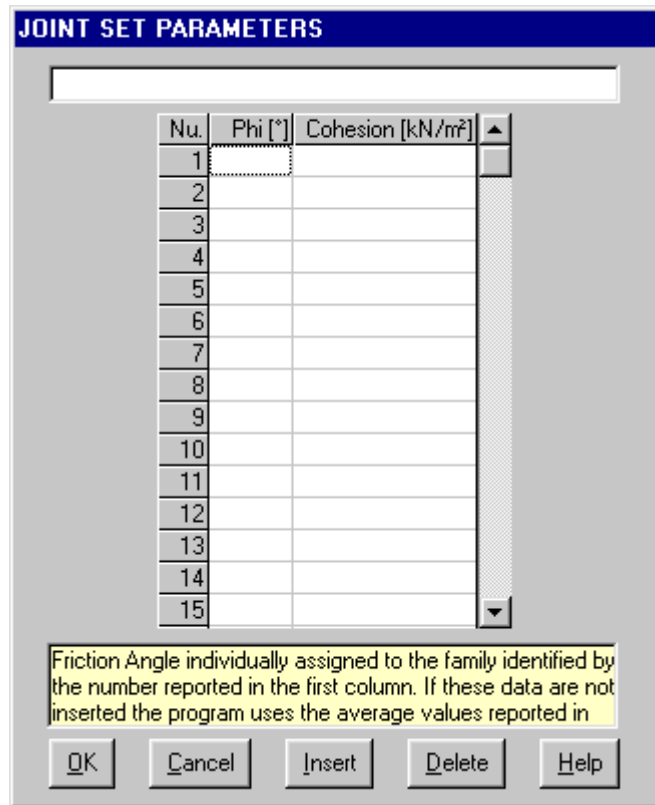 JOINT SET PARAMETERS
Nu. Phi [°] Cohesion [kN/m²]
1
2
3
4
5
6
7
8
9
10
11
12
13
14
15
Friction Angle individually assigned to the family identified by
the number reported in the first column. If these data are not
inserted the program uses the average values reported in
OK Cancel Insert Delete Help